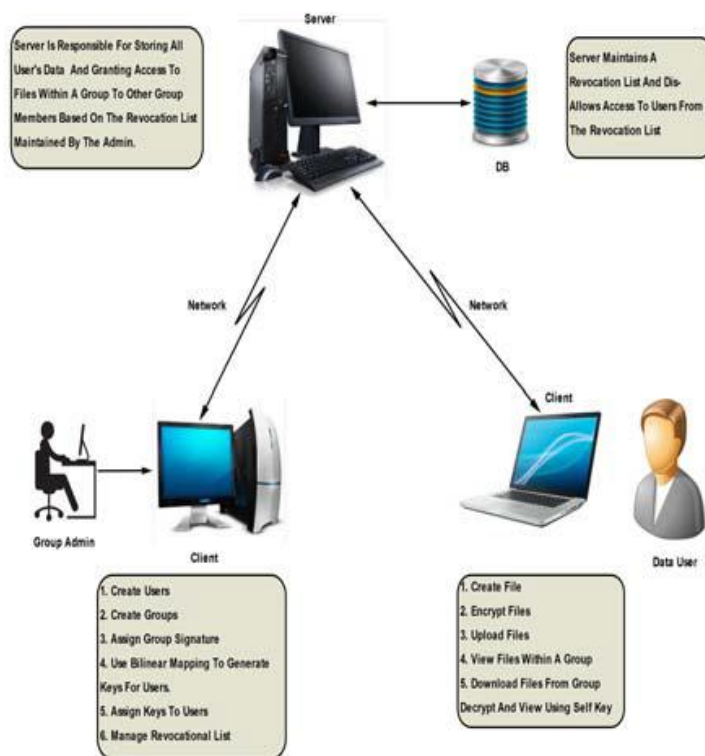 Server
Server Is Responsible For Storing All
User's Data And Granting Access To
Files Within A Group To Other Group
Members Based On The Revocation List
Maintained By The Admin.
Server Maintains A
Revocation List And Dis-
Allows Access To Users From
The Revocation List
DB
Network
Network
Client
Group Admin
Client
Data User
1. Create Users
2. Create Groups
3. Assign Group Signature
4. Use Bilinear Mapping To Generate
Keys For Users.
5. Assign Keys To Users
6. Manage Revocational List
1. Create File
2. Encrypt Files
3. Upload Files
4. View Files Within A Group
5. Download Files From Group
Decrypt And View Using Self Key